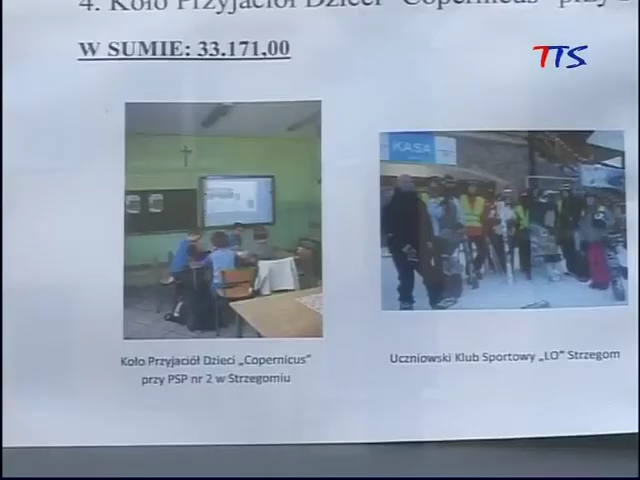 4. Koło Przyjaciół Dzieci "Copernicus" przy
W SUMIE: 33.171,00
TTS
KASA
Koło Przyjaciół Dzieci „Copernicus”
przy PSP nr 2 w Strzegomiu
Uczniowski Klub Sportowy „LO” Strzegom